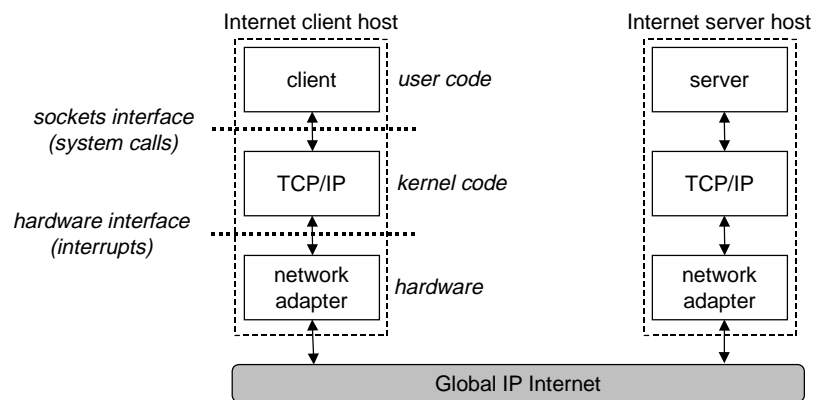 Internet client host
Internet server host
client
user code
server
sockets interface
(system calls)
TCP/IP
kernel code
TCP/IP
hardware interface
(interrupts)
network
adapter
hardware
network
adapter
Global IP Internet